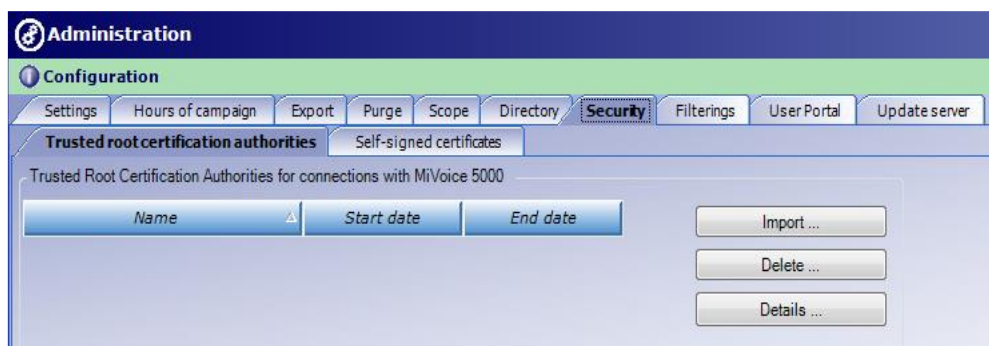 Administration
Configuration
Settings Hours of campaign Export Purge Scope Directory Security Filterings User Portal Update server
Trusted root certification authorities Self-signed certificates
Trusted Root Certification Authorities for connections with MiVoice 5000
Name Start date End date
Import ...
Delete ...
Details ...